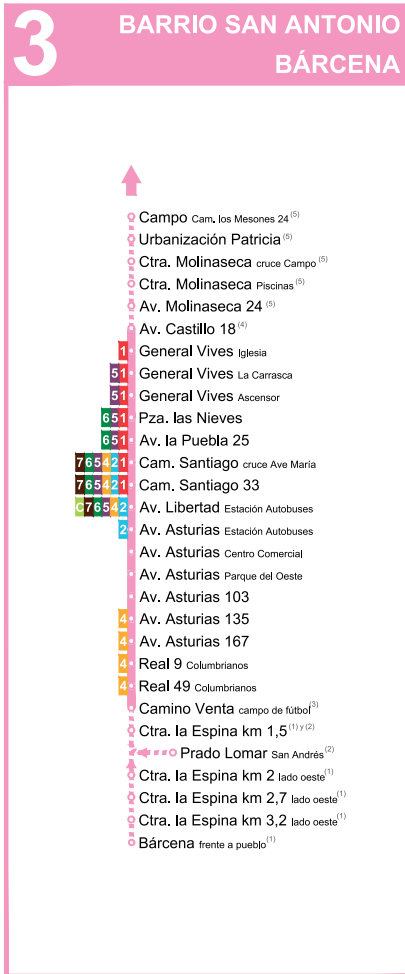 3
BARRIO SAN ANTONIO
BÁRCENA
Campo Cam. los Mesones 24 (5)
Urbanización Patricia (5)
Ctra. Molinaseca cruce Campo (5)
Ctra. Molinaseca Piscinas (5)
Av. Molinaseca 24 (5)
Av. Castillo 18 (4)
1 General Vives Iglesia
5 1 General Vives La Carrasca
5 1 General Vives Ascensor
6 5 1 Pza. las Nieves
6 5 1 Av. la Puebla 25
7 6 5 4 2 1 Cam. Santiago cruce Ave María
7 6 5 4 2 1 Cam. Santiago 33
C 7 6 5 4 2 Av. Libertad Estación Autobuses
2 Av. Asturias Estación Autobuses
Av. Asturias Centro Comercial
Av. Asturias Parque del Oeste
Av. Asturias 103
4 Av. Asturias 135
4 Av. Asturias 167
4 Real 9 Columbrianos
4 Real 49 Columbrianos
Camino Venta campo de fútbol (3)
Ctra. la Espina km 1,5 (1) y (2)
Prado Lomar San Andrés (2)
Ctra. la Espina km 2 lado oeste (1)
Ctra. la Espina km 2,7 lado oeste (1)
Ctra. la Espina km 3,2 lado oeste (1)
Bárcena frente a pueblo (1)